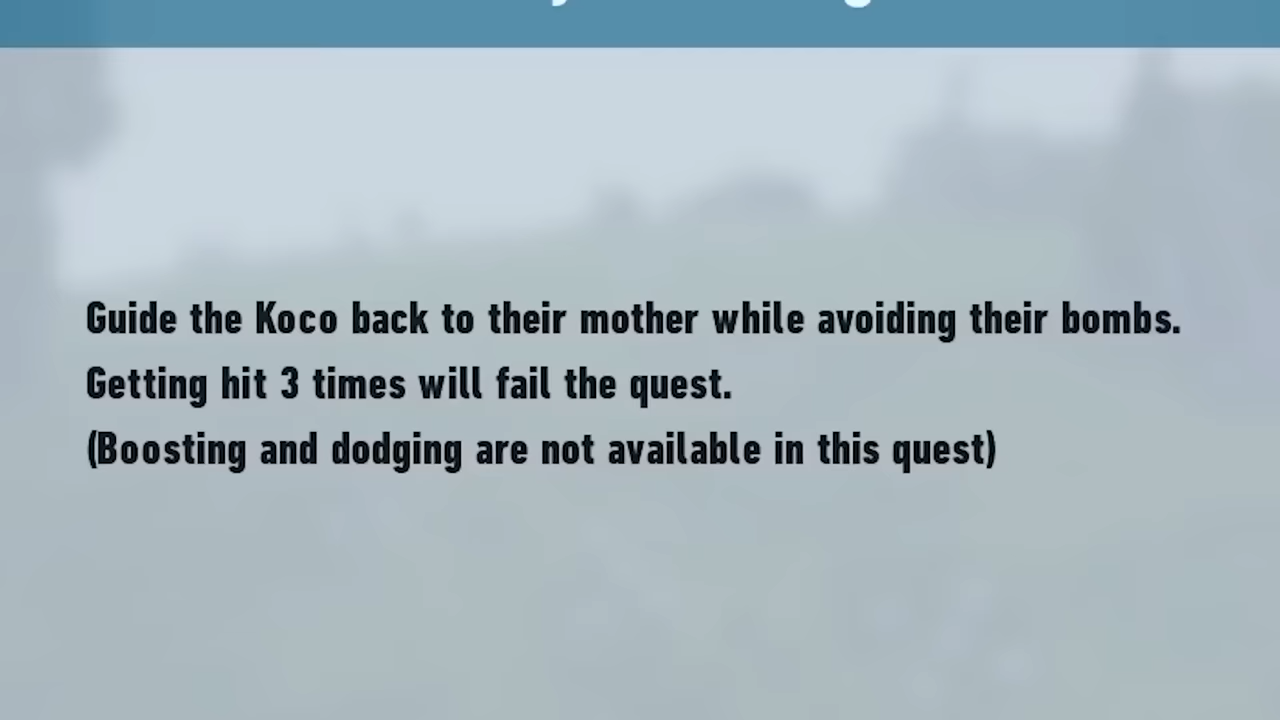 Guide the Koco back to their mother while avoiding their bombs.
Getting hit 3 times will fail the quest.
(Boosting and dodging are not available in this quest)